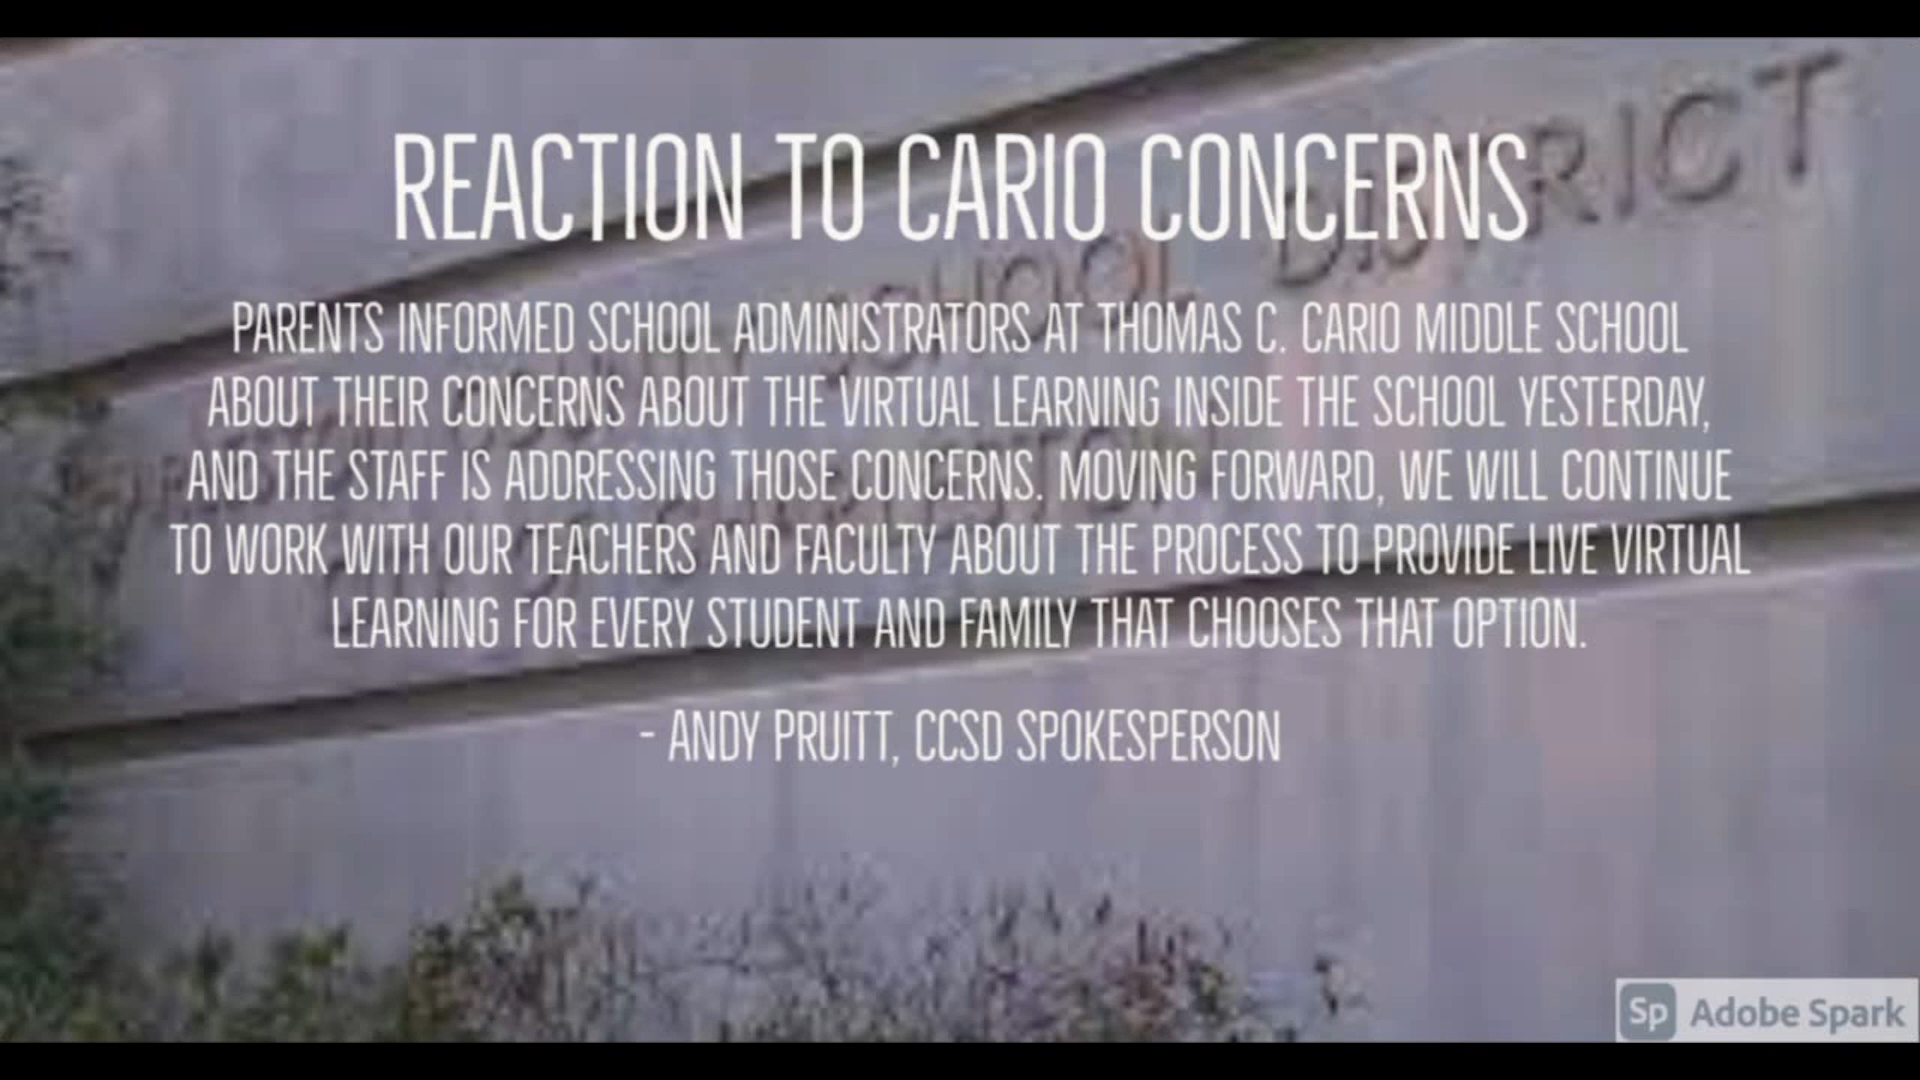 REACTION TO CARIO CONCERNS
PARENTS INFORMED SCHOOL ADMINISTRATORS AT THOMAS C. CARIO MIDDLE SCHOOL
ABOUT THEIR CONCERNS ABOUT THE VIRTUAL LEARNING INSIDE THE SCHOOL YESTERDAY,
AND THE STAFF IS ADDRESSING THOSE CONCERNS. MOVING FORWARD, WE WILL CONTINUE
TO WORK WITH OUR TEACHERS AND FACULTY ABOUT THE PROCESS TO PROVIDE LIVE VIRTUAL
LEARNING FOR EVERY STUDENT AND FAMILY THAT CHOOSES THAT OPTION.
- ANDY PRUITT, CCSD SPOKESPERSON
SCHOOL DISTRICT
Sp Adobe Spark